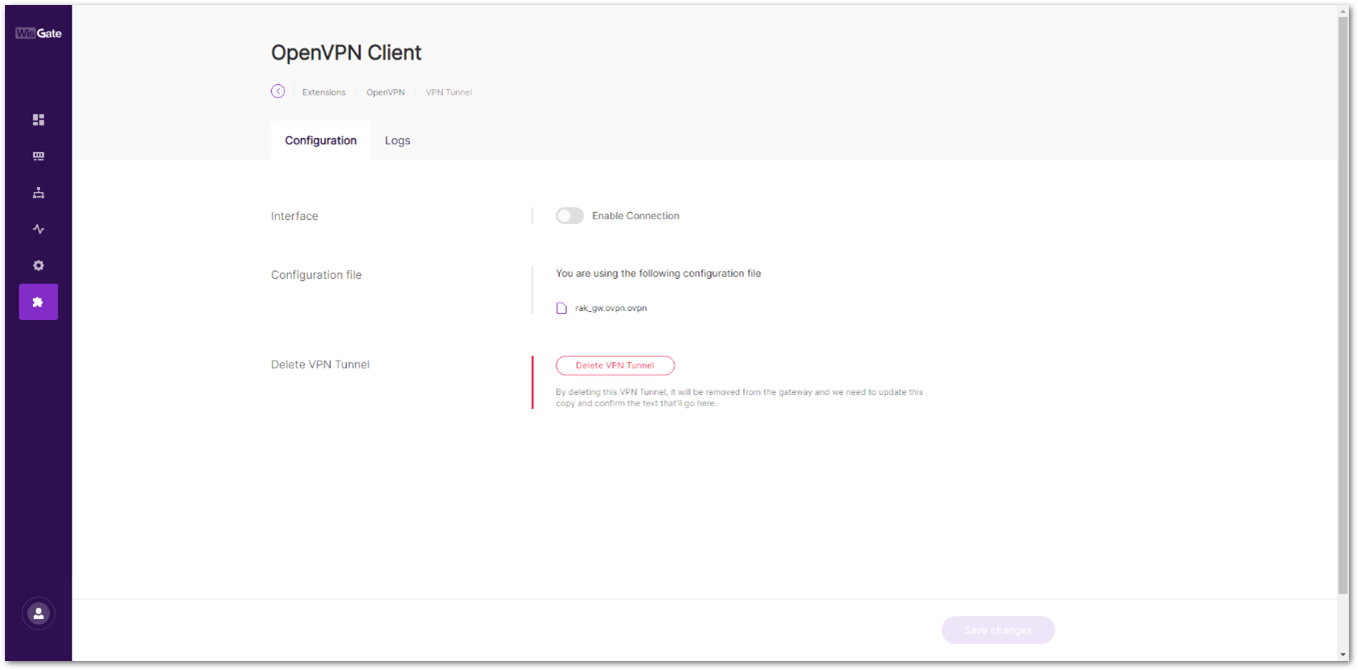 WisGate
OpenVPN Client
Extensions OpenVPN VPN Tunnel
Configuration Logs
Interface
Enable Connection
Configuration file
You are using the following configuration file
rak_gw.ovpn.ovpn
Delete VPN Tunnel
Delete VPN Tunnel
By deleting this VPN Tunnel, it will be removed from the gateway and we need to update this
copy and confirm the text that'll go here.
Save changes